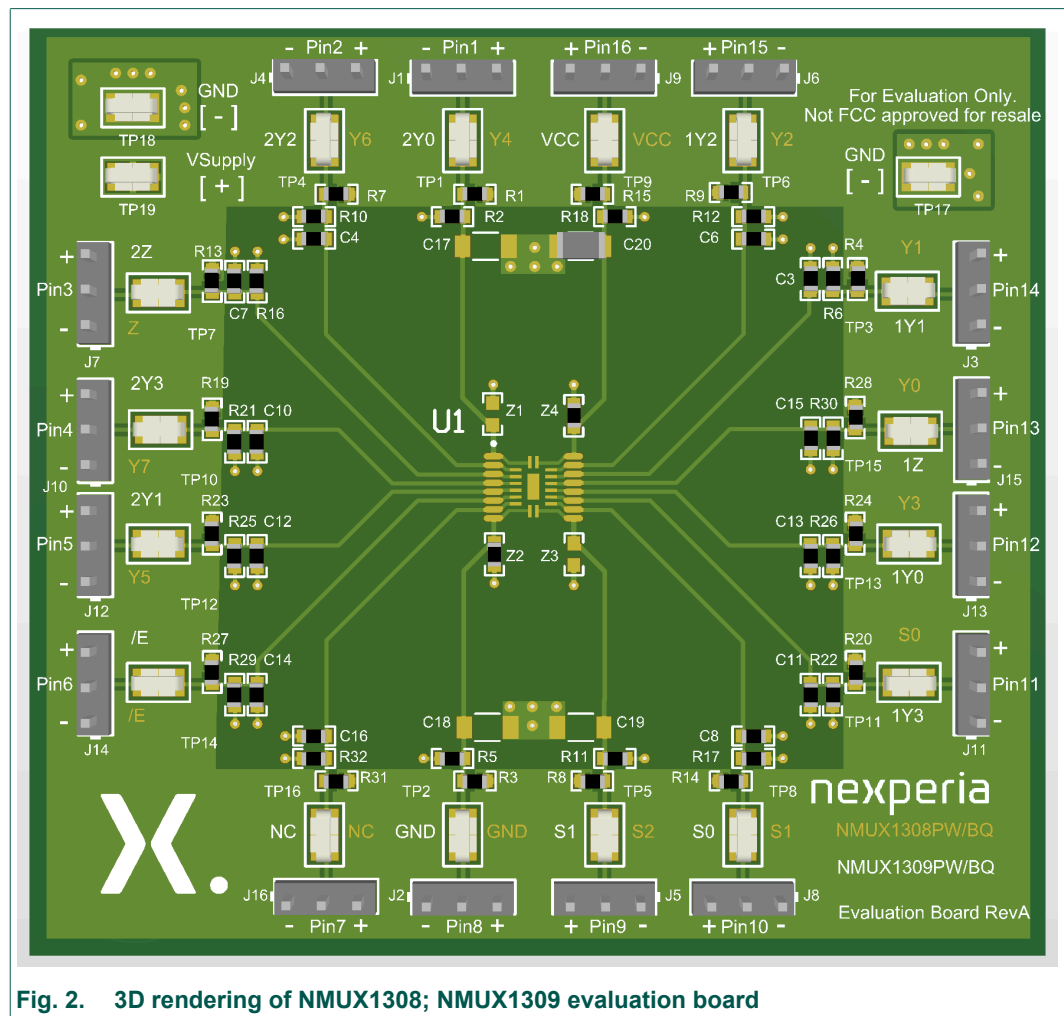 - Pin2 +
- Pin1 +
+ Pin16 -
+ Pin15 -
J4
J1
J9
J6
GND
[-]
TP18
VSupply
[+]
TP19
2Y2
Y6
2Y0
Y4
VCC
VCC
1Y2
Y2
For Evaluation Only.
Not FCC approved for resale
GND
[-]
TP17
TP4
R7
TP1
R1
TP9
R15
R9
TP6
R10
C4
R2
C17
R18
C20
R12
C6
+
Pin3
-
J7
2Z
Z
R13
TP7
C7
R16
C3
R4
R6
TP3
Y1
1Y1
+
Pin14
-
J3
+
Pin4
-
J10
2Y3
Y7
R19
R21
C10
TP10
U1
Z1
Z4
C15
R30
R28
TP15
Y0
1Z
+
Pin13
-
J15
+
Pin5
-
J12
2Y1
Y5
R23
R25
C12
TP12
Z2
Z3
C13
R26
R24
TP13
Y3
1Y0
+
Pin12
-
J13
+
Pin6
-
J14
/E
/E
R27
R29
C14
TP14
C11
R22
R20
TP11
S0
1Y3
+
Pin11
-
J11
C16
R32
R31
TP16
C18
R5
R3
TP2
C19
R11
R8
TP5
C8
R17
R14
TP8
NC
NC
GND
GND
S1
S2
S0
S1
J16
J2
J5
J8
- Pin7 +
- Pin8 +
+ Pin9 -
+ Pin10 -
X.
nexperia
NMUX1308PW/BQ
NMUX1309PW/BQ
Evaluation Board RevA
Fig. 2. 3D rendering of NMUX1308; NMUX1309 evaluation board